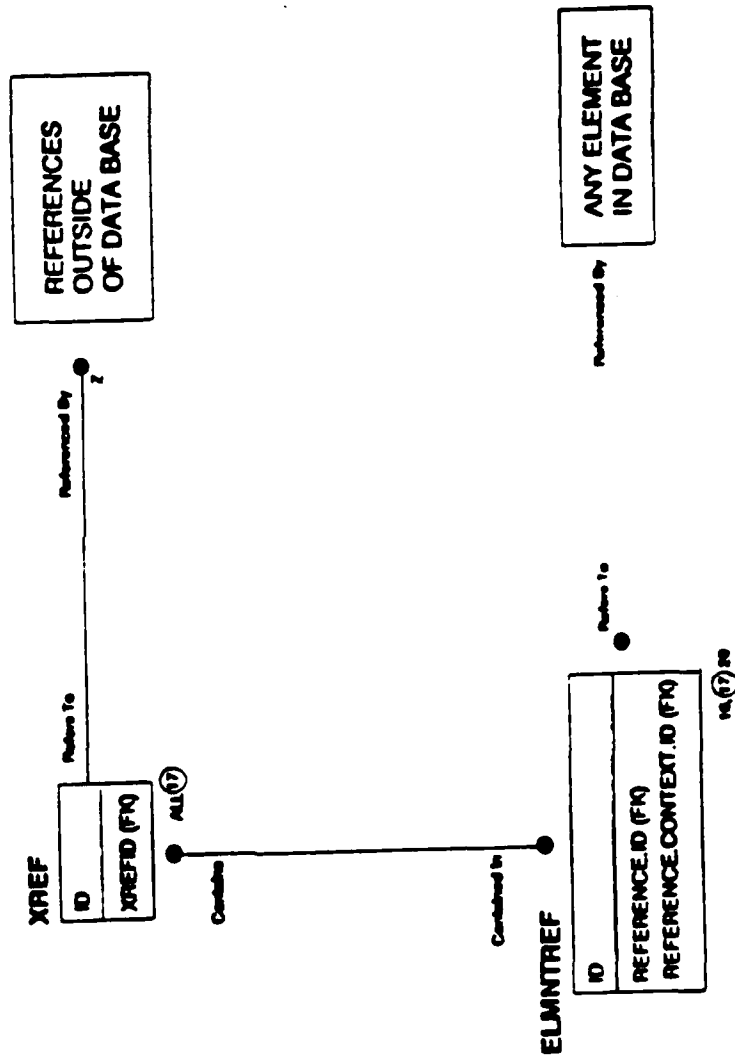 XREF
ID
XREFID (FK)
ALL 17
Refers To
Referenced By
Z
REFERENCES
OUTSIDE
OF DATA BASE
Contains
Contained In
ELMNTREF
ID
REFERENCE.ID (FK)
REFERENCE.CONTEXT.ID (FK)
17
Refers To
Referenced By
ANY ELEMENT
IN DATA BASE